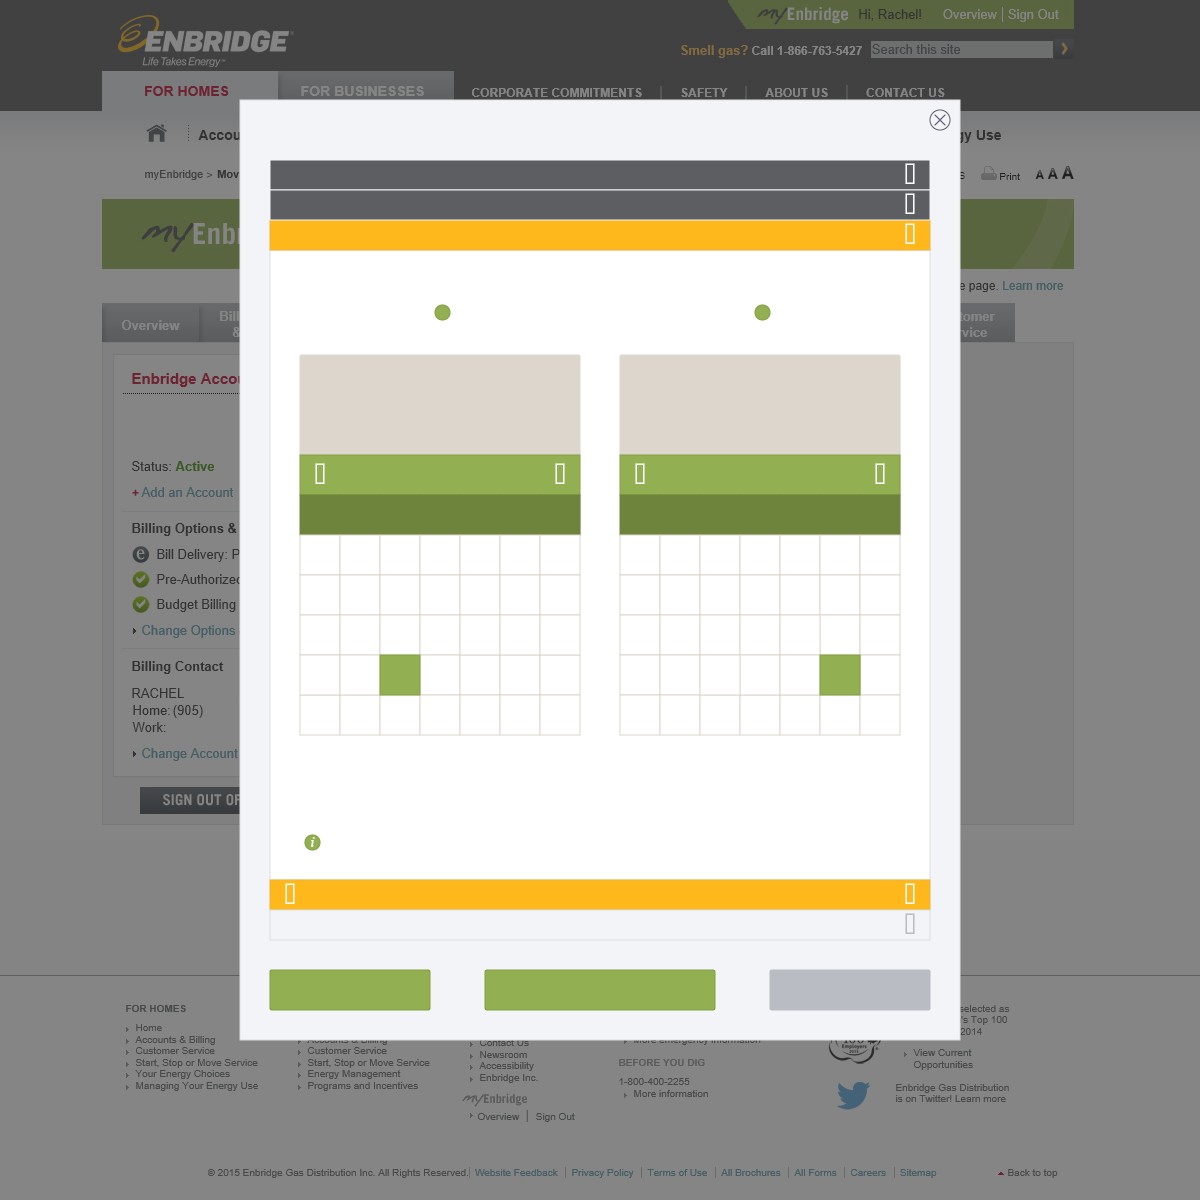 myEnbridge Hi, Rachel! Overview Sign Out
ENBRIDGE
Life Takes Energy™
Smell gas? Call 1-866-763-5427 Search this site
FOR HOMES FOR BUSINESSES CORPORATE COMMITMENTS SAFETY ABOUT US CONTACT US
Accou gy Use
myEnbridge > Mov Print A A A
myEnb
e page. Learn more
Overview
Bill tomer
& vice
Enbridge Accou
Status: Active
+ Add an Account
Billing Options &
e Bill Delivery: P
Pre-Authorized
Budget Billing
Change Options
Billing Contact
RACHEL
Home: (905)
Work:
Change Account
SIGN OUT OF
i
FOR HOMES
Home
Accounts & Billing
Customer Service
Start, Stop or Move Service
Your Energy Choices
Managing Your Energy Use
Accounts & Billing
Customer Service
Start, Stop or Move Service
Energy Management
Programs and Incentives
Contact Us
Newsroom
Accessibility
Enbridge Inc.
myEnbridge
Overview Sign Out
More emergency information
BEFORE YOU DIG
1-800-400-2255
More information
selected as
's Top 100
2014
View Current
Opportunities
Enbridge Gas Distribution
is on Twitter! Learn more
© 2015 Enbridge Gas Distribution Inc. All Rights Reserved. Website Feedback Privacy Policy Terms of Use All Brochures All Forms Careers Sitemap Back to top